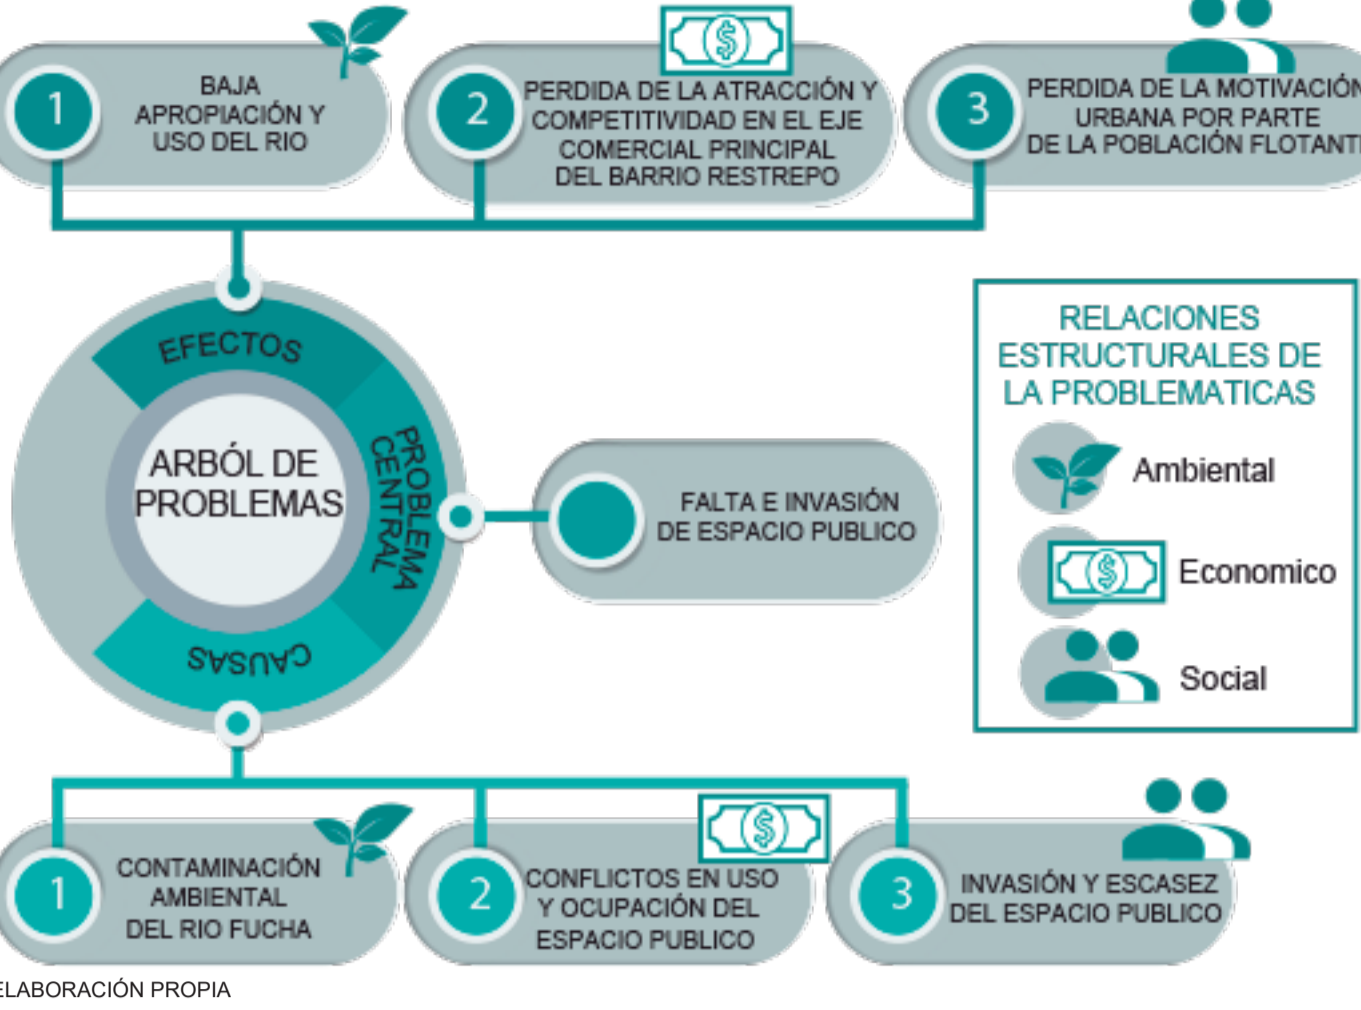 1
BAJA
APROPIACIÓN Y
USO DEL RIO
2
PERDIDA DE LA ATRACCIÓN Y
COMPETITIVIDAD EN EL EJE
COMERCIAL PRINCIPAL
DEL BARRIO RESTREPO
3
PERDIDA DE LA MOTIVACIÓN
URBANA POR PARTE
DE LA POBLACIÓN FLOTANT
EFECTOS
PROBLEMA
CENTRAL
CAUSAS
ARBÓL DE
PROBLEMAS
FALTA E INVASIÓN
DE ESPACIO PUBLICO
RELACIONES
ESTRUCTURALES DE
LA PROBLEMATICAS
Ambiental
Economico
Social
1
CONTAMINACIÓN
AMBIENTAL
DEL RIO FUCHA
2
CONFLICTOS EN USO
Y OCUPACIÓN DEL
ESPACIO PUBLICO
3
INVASIÓN Y ESCASEZ
DEL ESPACIO PUBLICO
ELABORACIÓN PROPIA